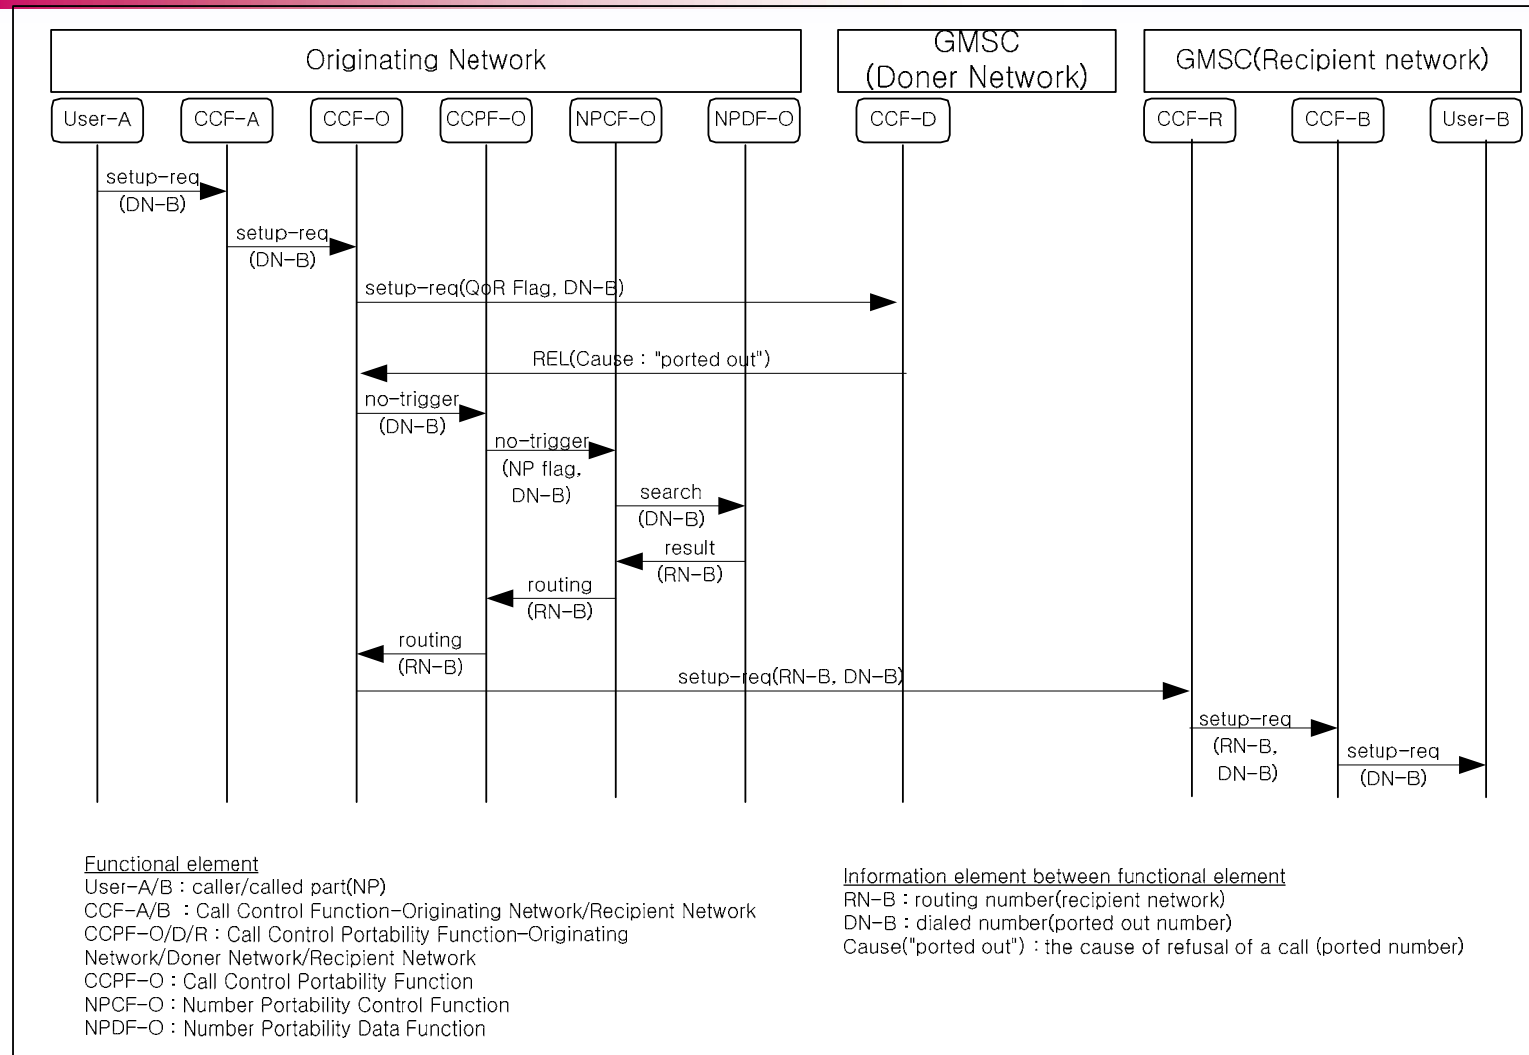 Originating Network
GMSC
(Doner Network)
GMSC(Recipient network)
User-A
CCF-A
CCF-O
CCPF-O
NPCF-O
NPDF-O
CCF-D
CCF-R
CCF-B
User-B
setup-req
(DN-B)
setup-req
(DN-B)
setup-req(QoR Flag, DN-B)
REL(Cause : "ported out")
no-trigger
(DN-B)
no-trigger
(NP flag,
DN-B)
search
(DN-B)
result
(RN-B)
routing
(RN-B)
routing
(RN-B)
setup-req(RN-B, DN-B)
setup-req
(RN-B,
DN-B)
setup-req
(DN-B)
Functional element
User-A/B : caller/called part(NP)
CCF-A/B : Call Control Function-Originating Network/Recipient Network
CCPF-O/D/R : Call Control Portability Function-Originating
Network/Doner Network/Recipient Network
CCPF-O : Call Control Portability Function
NPCF-O : Number Portability Control Function
NPDF-O : Number Portability Data Function
Information element between functional element
RN-B : routing number(recipient network)
DN-B : dialed number(ported out number)
Cause("ported out") : the cause of refusal of a call (ported number)